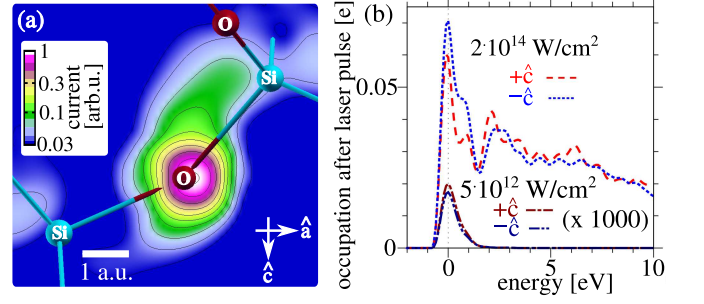 (a)
O
1
0.3
0.1
0.03
current
[arb.u.]
Si
O
Si
1 a.u.
â
ĉ
(b)
occupation after laser pulse [e]
0.05
0
2·10¹⁴ W/cm²
+ĉ
−ĉ
5·10¹² W/cm²
+ĉ
−ĉ
(x 1000)
0 5 10
energy [eV]